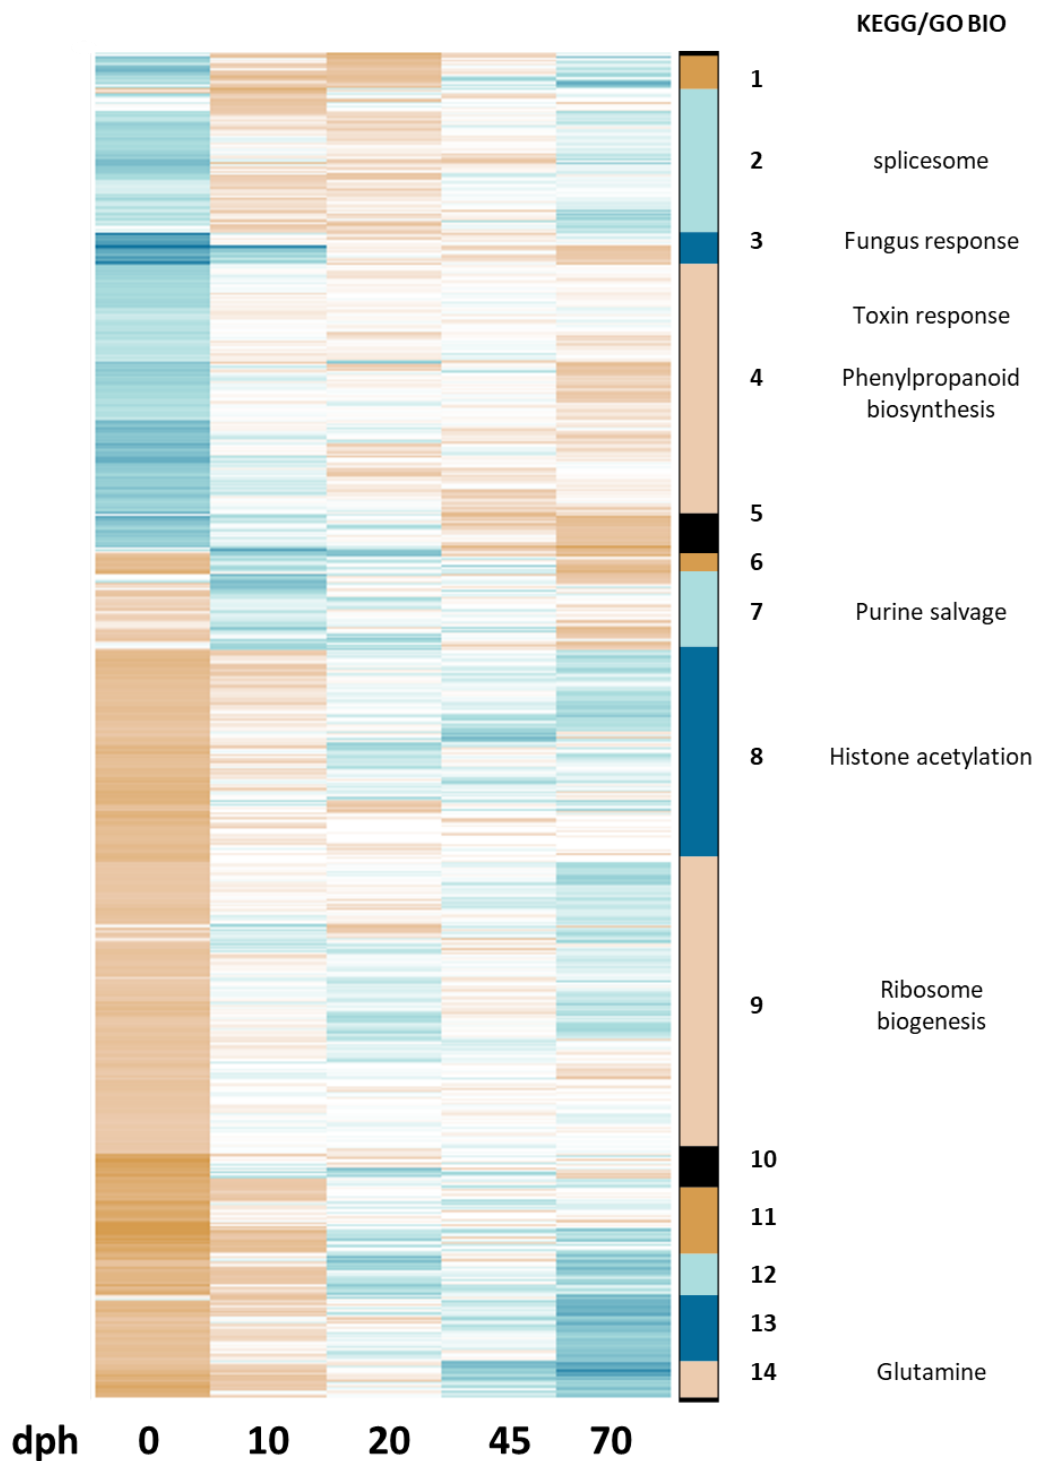 KEGG/GO BIO
1
2 splicesome
3 Fungus response
Toxin response
4 Phenylpropanoid
biosynthesis
5
6
7 Purine salvage
8 Histone acetylation
9 Ribosome
biogenesis
10
11
12
13
14 Glutamine
dph 0 10 20 45 70